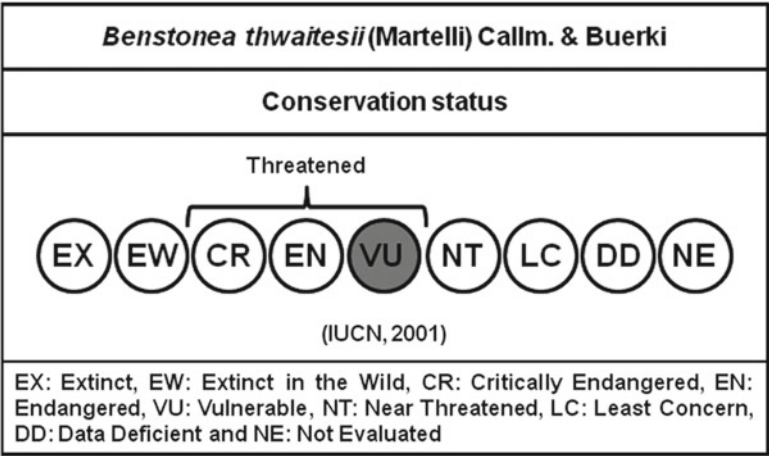 Benstonea thwaitesii (Martelli) Callm. & Buerki
Conservation status
Threatened
EX EW CR EN VU NT LC DD NE
(IUCN, 2001)
EX: Extinct, EW: Extinct in the Wild, CR: Critically Endangered, EN:
Endangered, VU: Vulnerable, NT: Near Threatened, LC: Least Concern,
DD: Data Deficient and NE: Not Evaluated